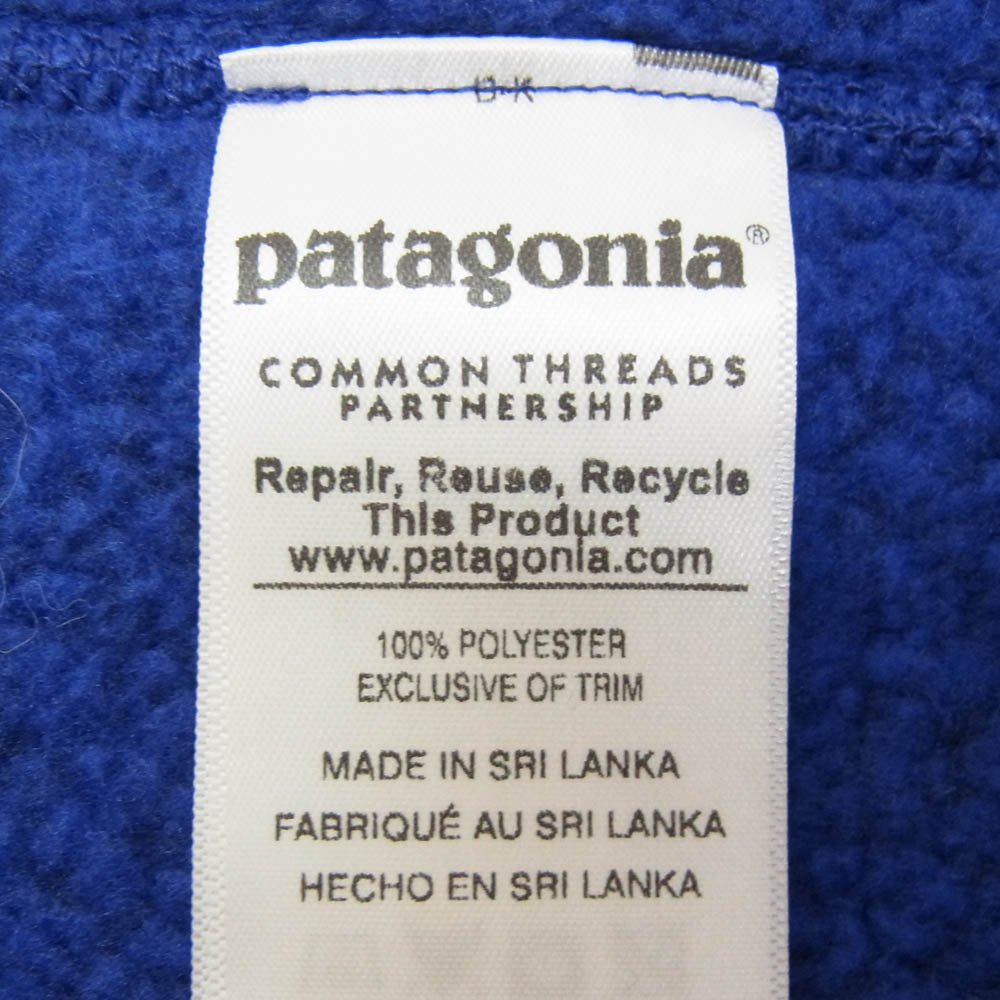 patagonia®
COMMON THREADS
PARTNERSHIP
Repair, Reuse, Recycle
This Product
www.patagonia.com
100% POLYESTER
EXCLUSIVE OF TRIM
MADE IN SRI LANKA
FABRIQUÉ AU SRI LANKA
HECHO EN SRI LANKA